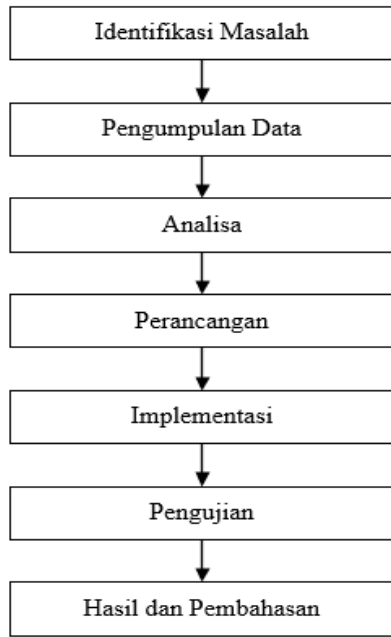 Identifikasi Masalah
Pengumpulan Data
Analisa
Perancangan
Implementasi
Pengujian
Hasil dan Pembahasan